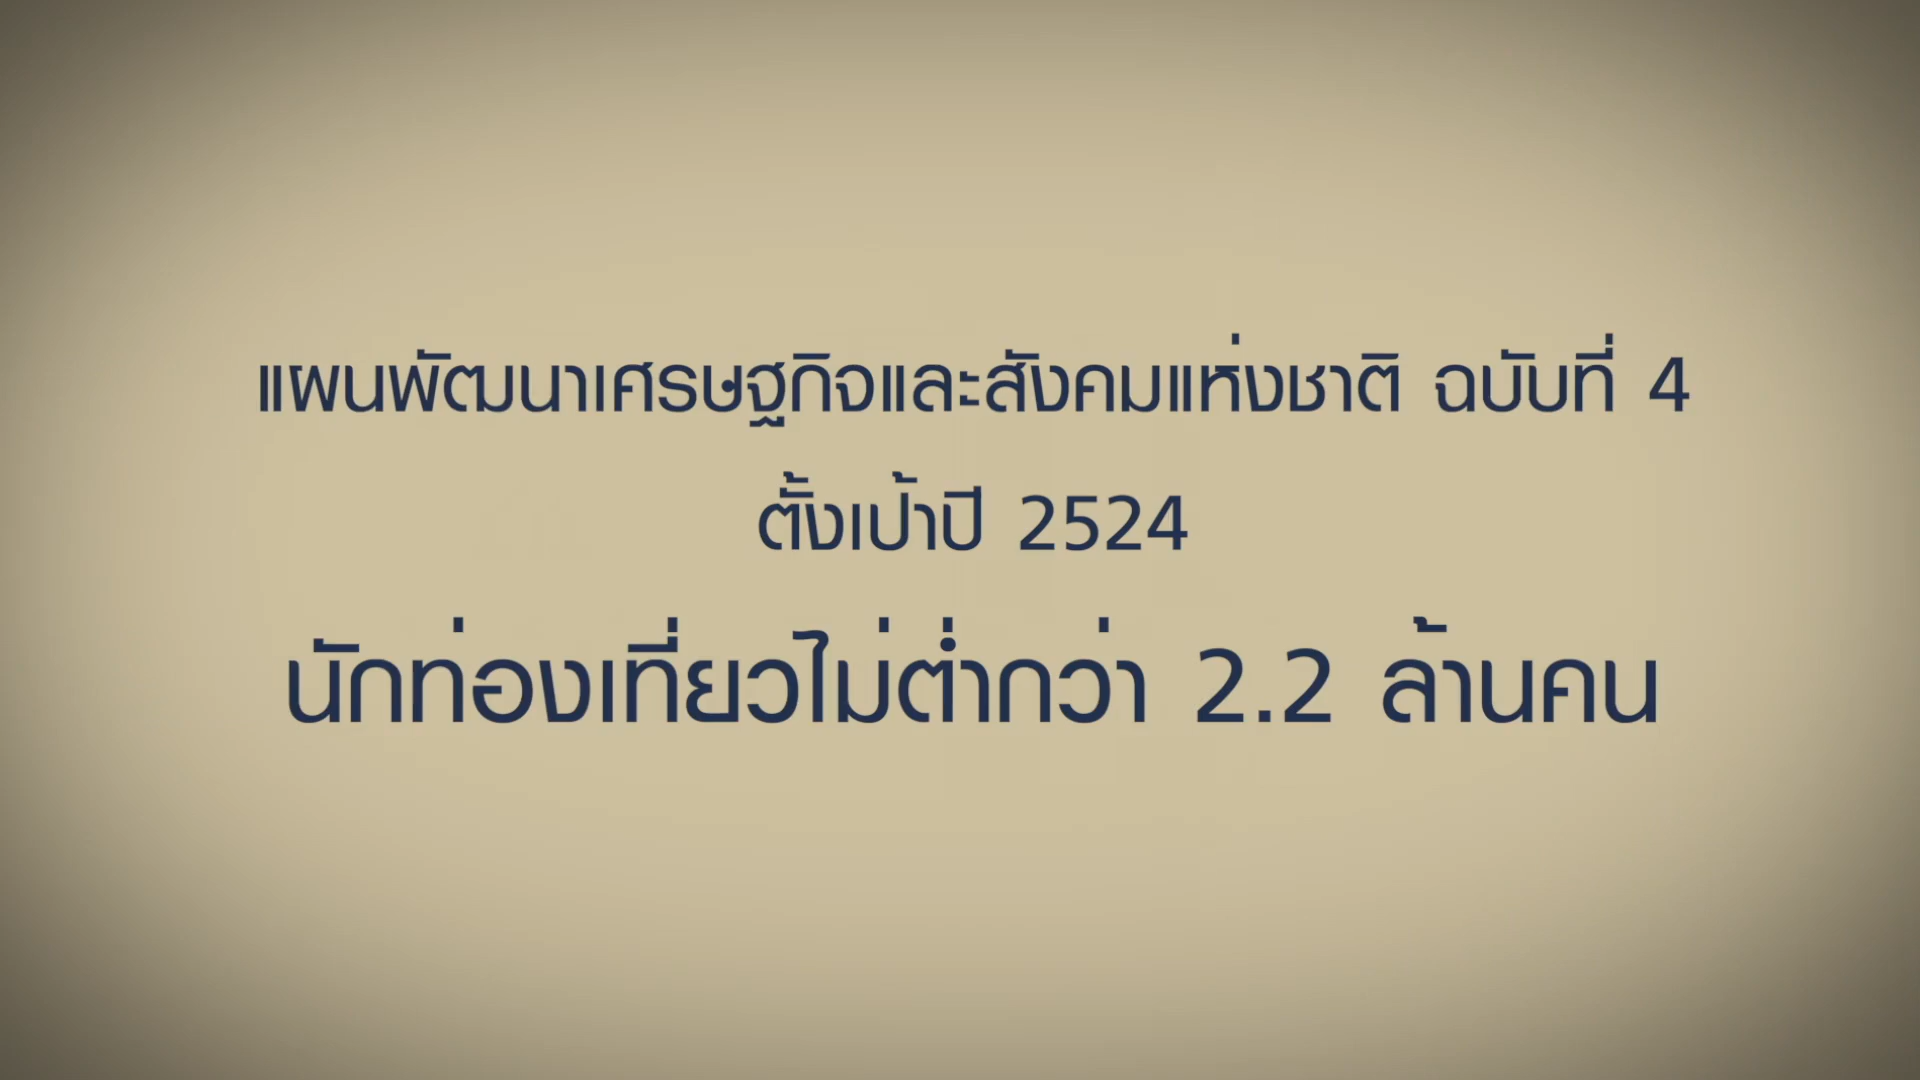 แผนพัฒนาเศรษฐกิจและสังคมแห่งชาติ ฉบับที่ 4
ตั้งเป้าปี 2524
นักท่องเที่ยวไม่ต่ำกว่า 2.2 ล้านคน